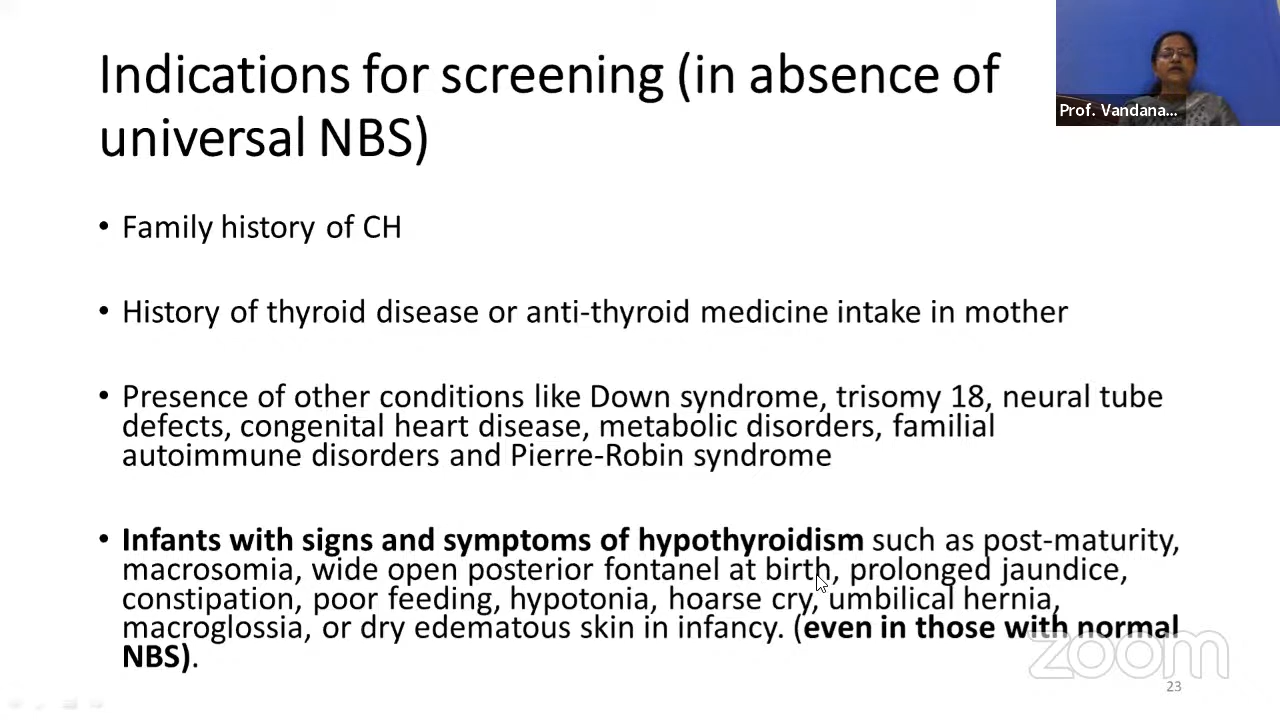 Indications for screening (in absence of
universal NBS)
Prof. Vandana...
• Family history of CH
• History of thyroid disease or anti-thyroid medicine intake in mother
• Presence of other conditions like Down syndrome, trisomy 18, neural tube
defects, congenital heart disease, metabolic disorders, familial
autoimmune disorders and Pierre-Robin syndrome
• Infants with signs and symptoms of hypothyroidism such as post-maturity,
macrosomia, wide open posterior fontanel at birth, prolonged jaundice,
constipation, poor feeding, hypotonia, hoarse cry, umbilical hernia,
macroglossia, or dry edematous skin in infancy. (even in those with normal
NBS).
zoom
23